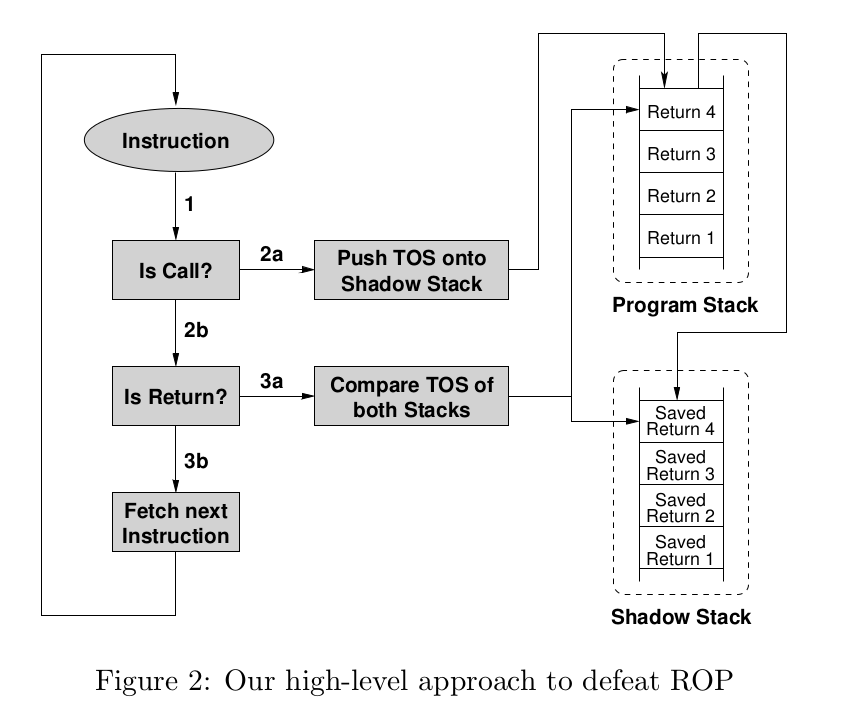 Instruction
1
Is Call?
2a
Push TOS onto
Shadow Stack
2b
Is Return?
3a
Compare TOS of
both Stacks
3b
Fetch next
Instruction
Return 4
Return 3
Return 2
Return 1
Program Stack
Saved
Return 4
Saved
Return 3
Saved
Return 2
Saved
Return 1
Shadow Stack
Figure 2: Our high-level approach to defeat ROP